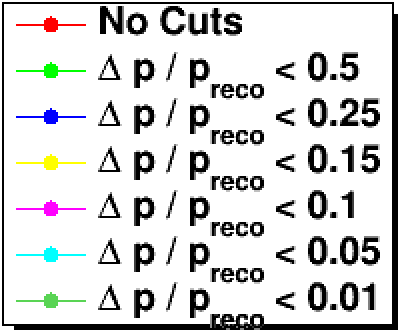 No Cuts
Δ p / p_reco < 0.5
Δ p / p_reco < 0.25
Δ p / p_reco < 0.15
Δ p / p_reco < 0.1
Δ p / p_reco < 0.05
Δ p / p_reco < 0.01